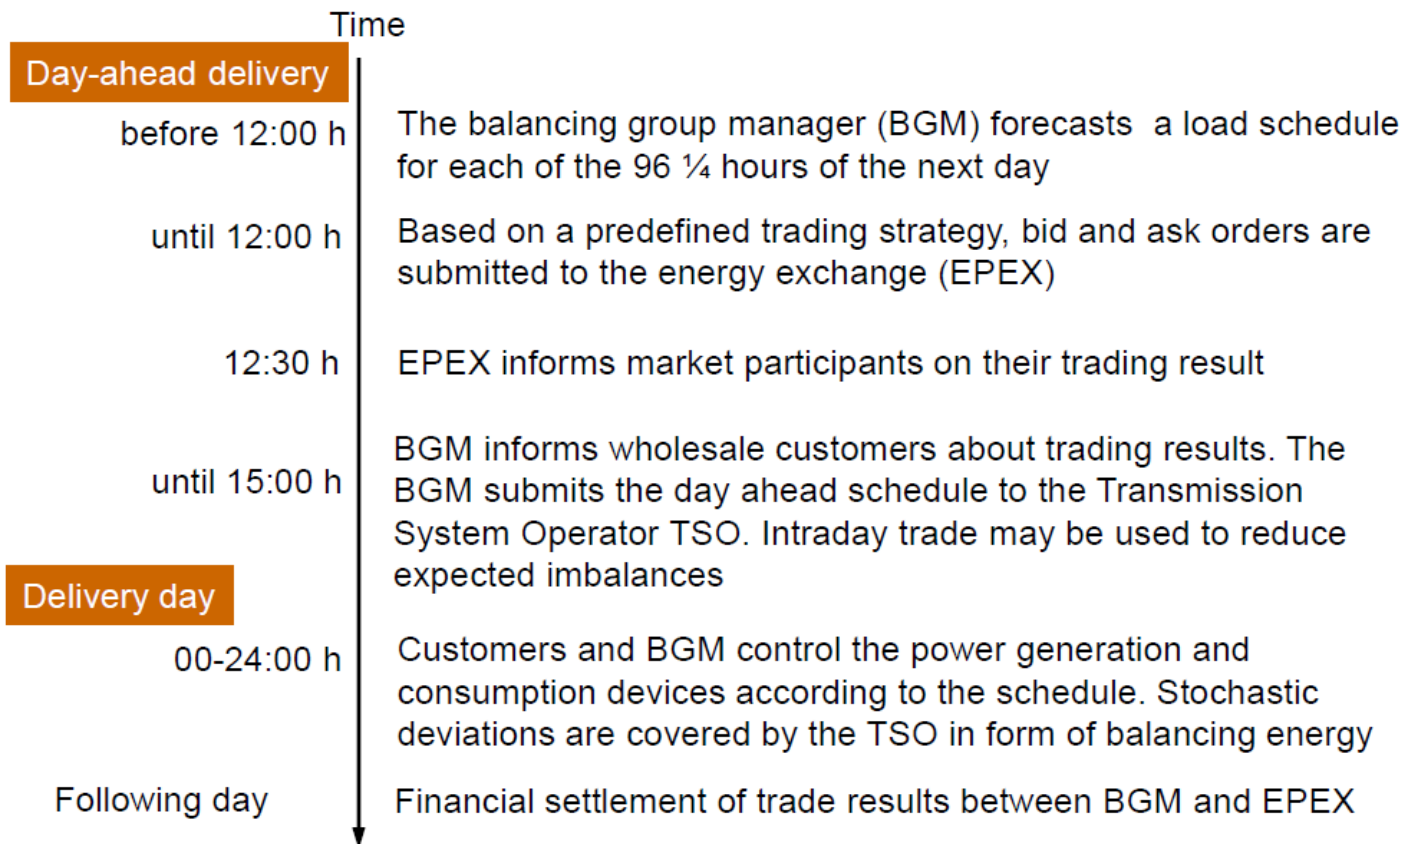 Time
Day-ahead delivery
before 12:00 h
The balancing group manager (BGM) forecasts a load schedule
for each of the 96 ¼ hours of the next day
until 12:00 h
Based on a predefined trading strategy, bid and ask orders are
submitted to the energy exchange (EPEX)
12:30 h
EPEX informs market participants on their trading result
until 15:00 h
BGM informs wholesale customers about trading results. The
BGM submits the day ahead schedule to the Transmission
System Operator TSO. Intraday trade may be used to reduce
expected imbalances
Delivery day
00-24:00 h
Customers and BGM control the power generation and
consumption devices according to the schedule. Stochastic
deviations are covered by the TSO in form of balancing energy
Following day
Financial settlement of trade results between BGM and EPEX